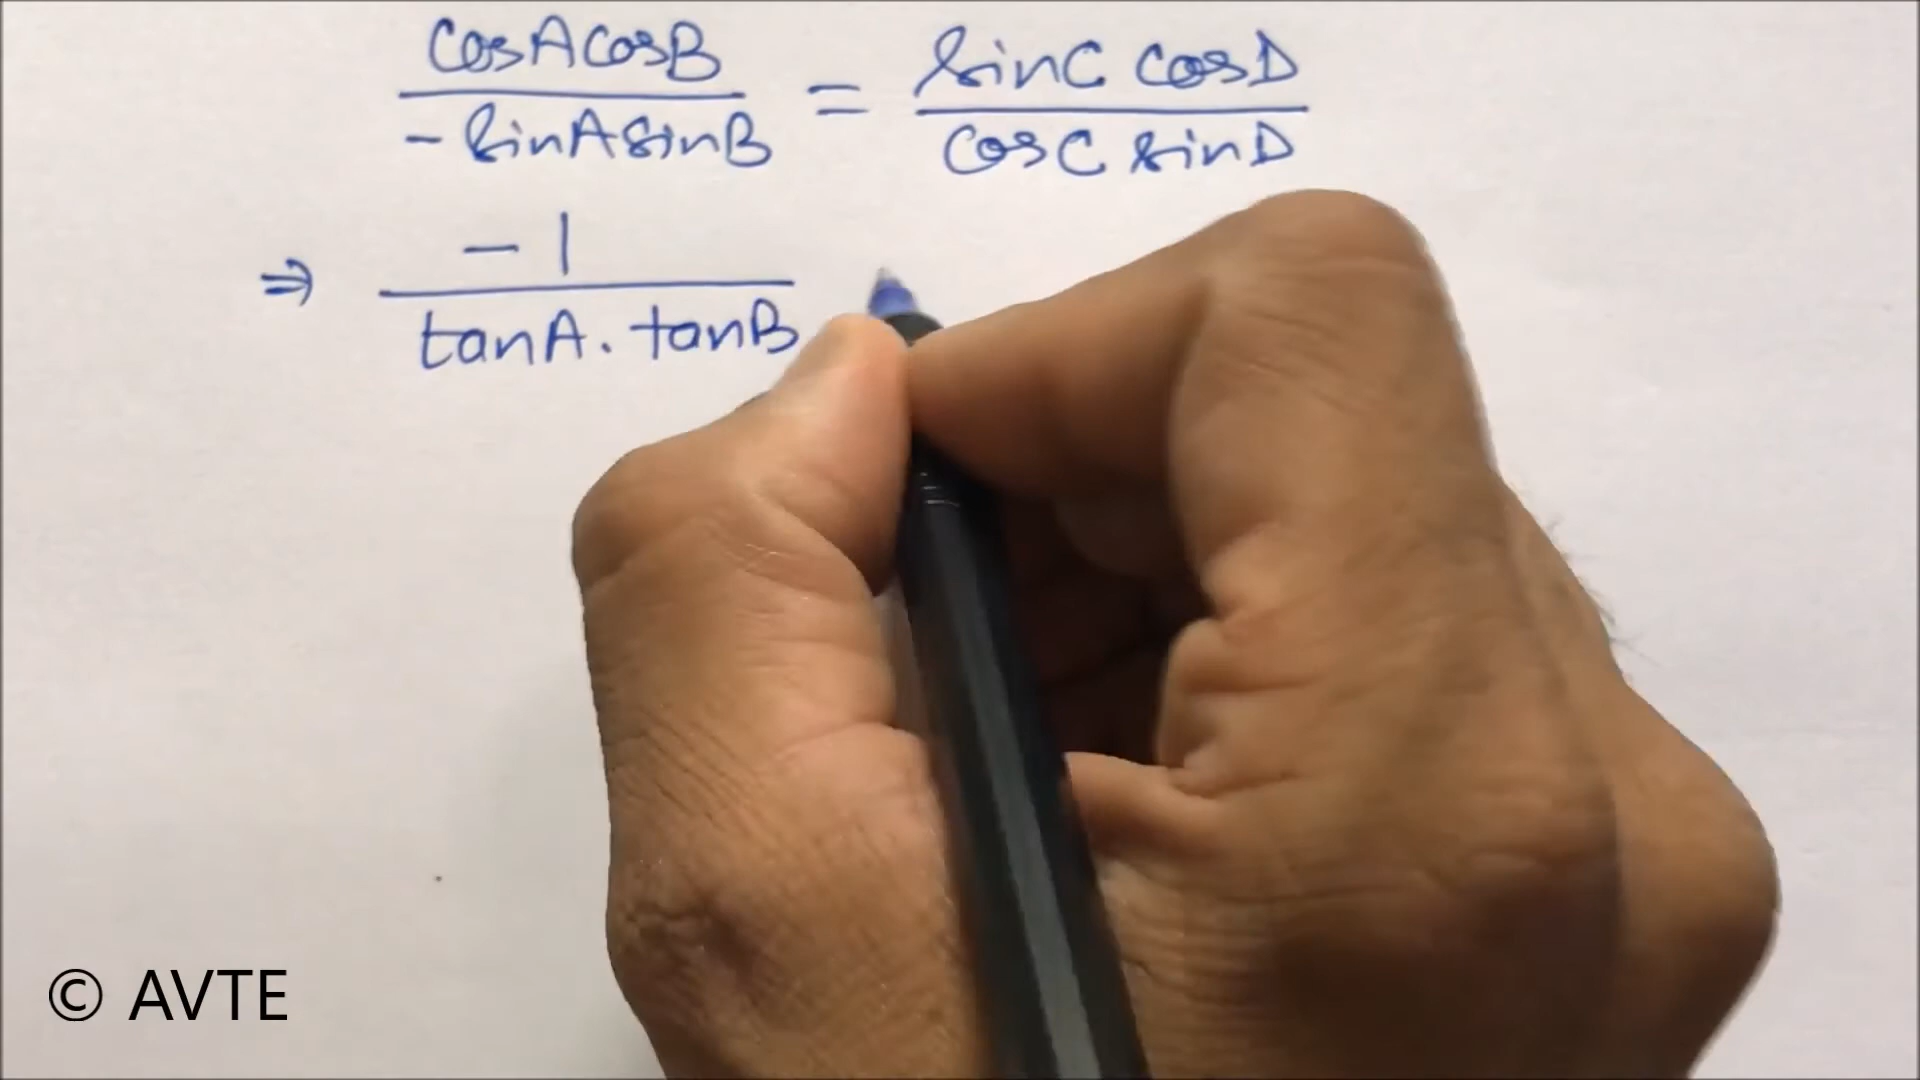 cosA cosB / - sinA sinB = sinC cosD / cosC sinD
⇒ - 1 / tanA . tanB
© AVTE